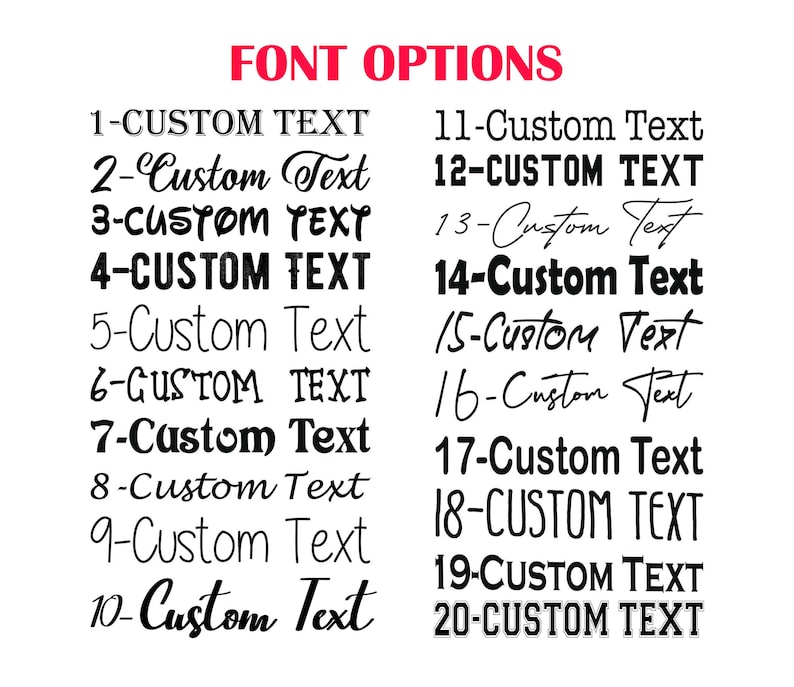 FONT OPTIONS
1-CUSTOM TEXT
2-Custom Text
3-CUSTOM TEXT
4-CUSTOM TEXT
5-Custom Text
6-CUSTOM TEXT
7-Custom Text
8-Custom Text
9-Custom Text
10-Custom Text
11-Custom Text
12-CUSTOM TEXT
13-Custom Text
14-Custom Text
15-Custom Text
16-Custom Text
17-Custom Text
18-CUSTOM TEXT
19-CUSTOM TEXT
20-CUSTOM TEXT